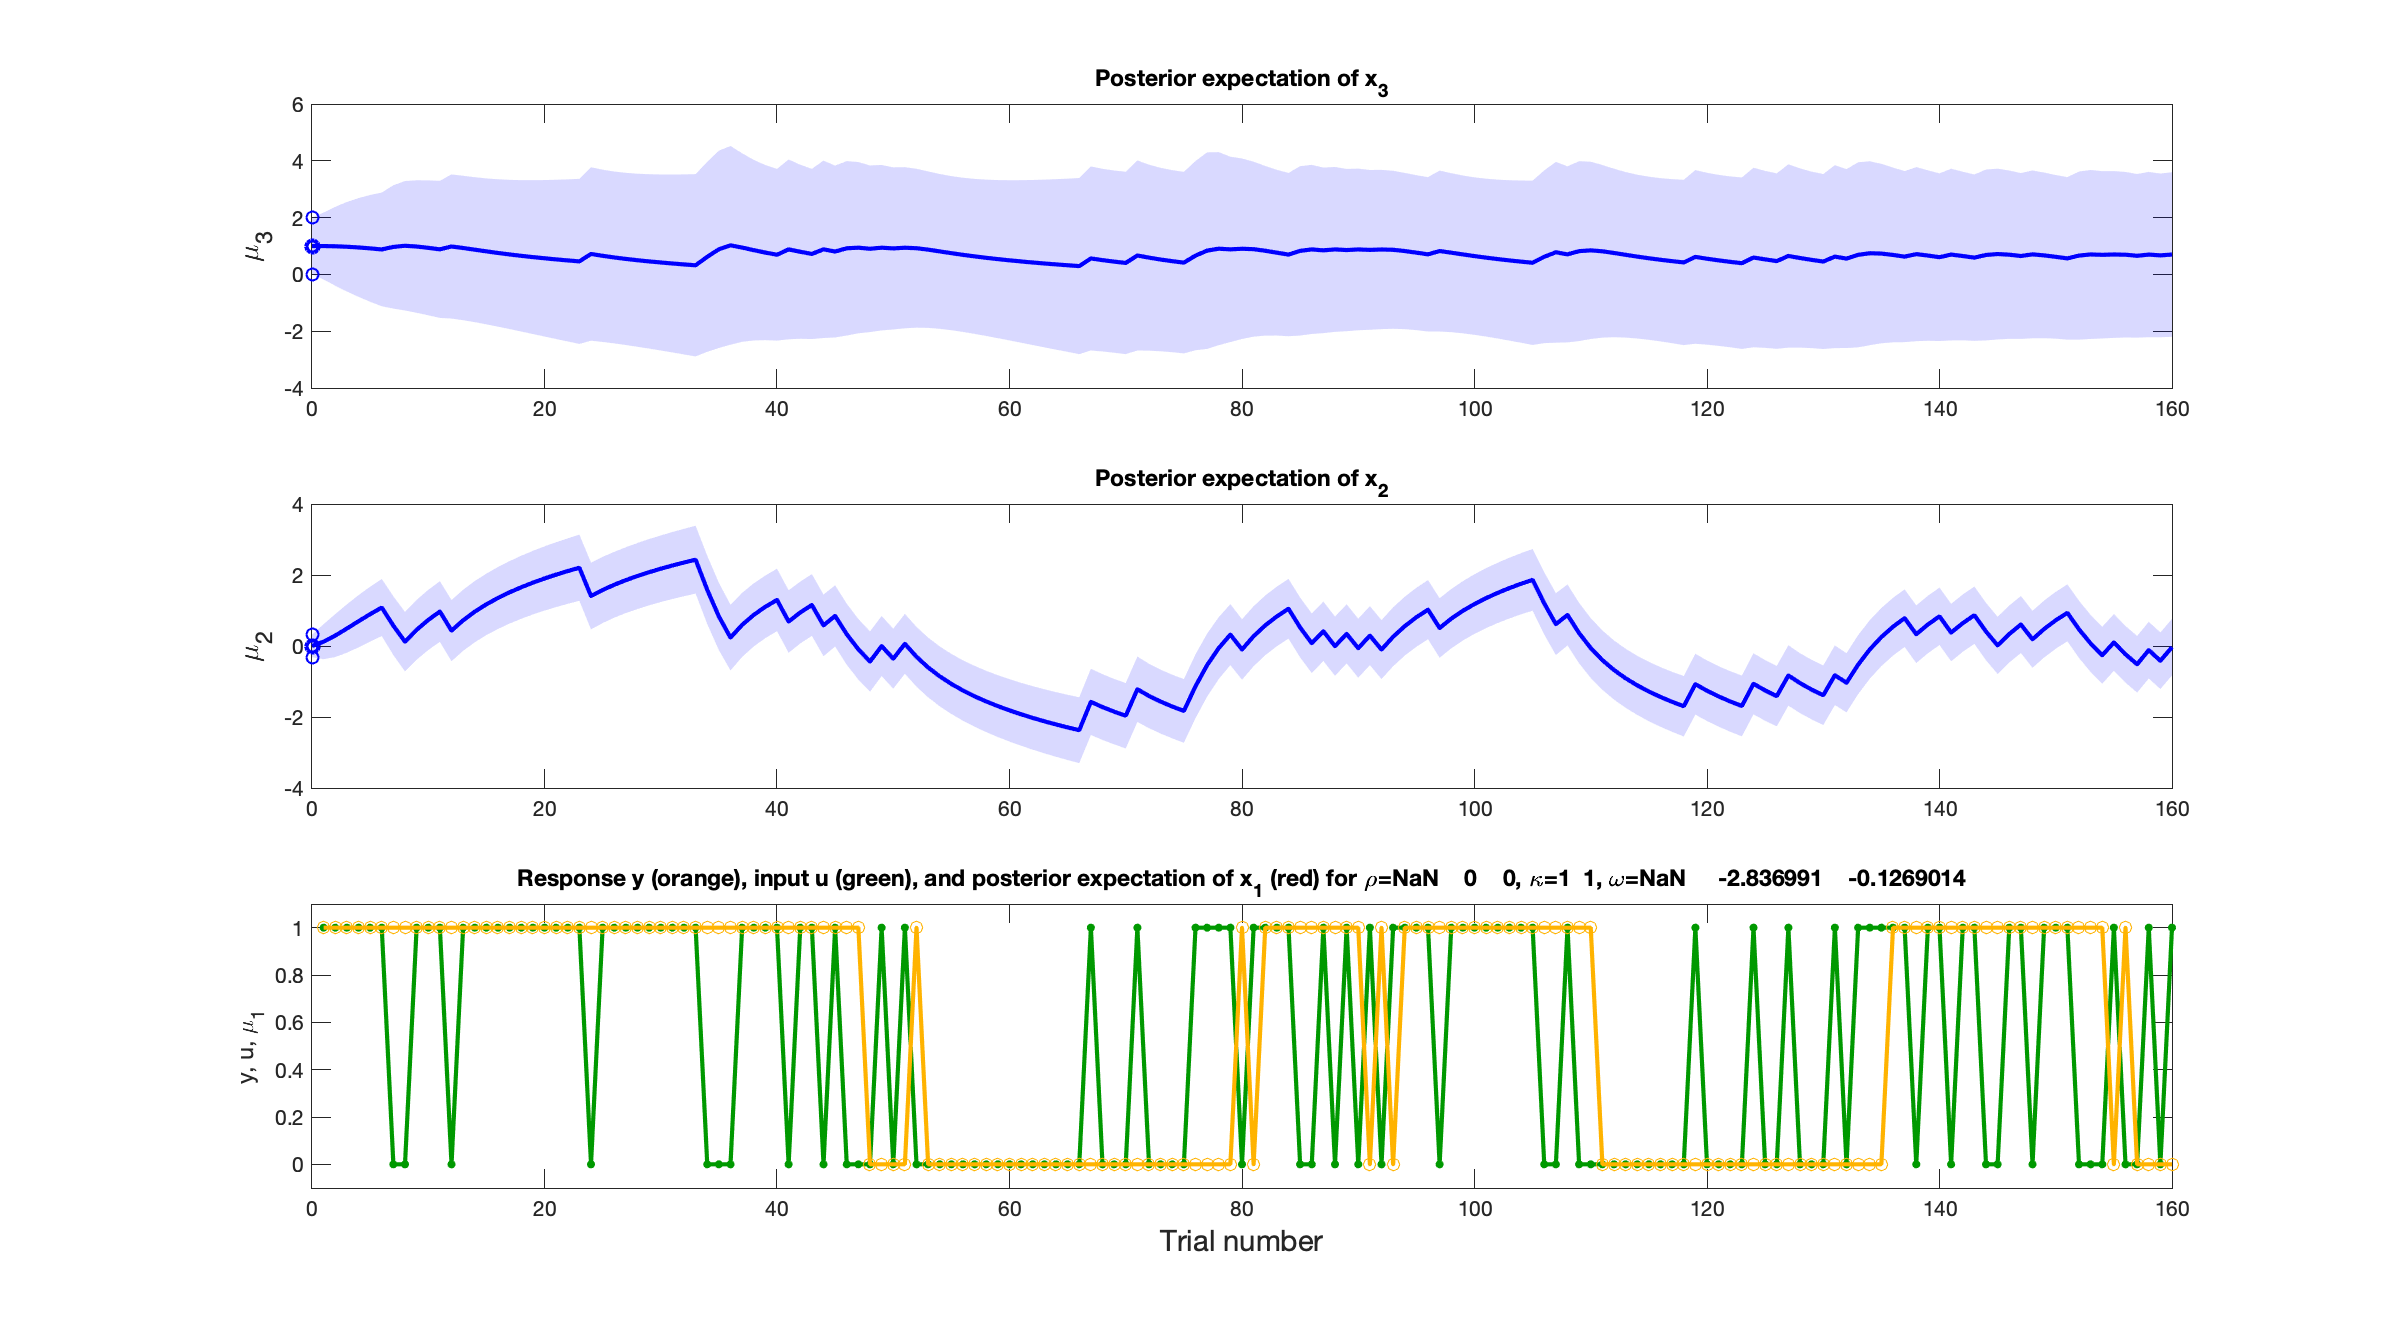 Posterior expectation of x3
μ3
6
4
2
0
-2
-4
0 20 40 60 80 100 120 140 160
Posterior expectation of x2
μ2
4
2
0
-2
-4
0 20 40 60 80 100 120 140 160
Response y (orange), input u (green), and posterior expectation of x1 (red) for ρ=NaN 0 0, κ=1 1, ω=NaN -2.836991 -0.1269014
y, u, μ1
1
0.8
0.6
0.4
0.2
0
0 20 40 60 80 100 120 140 160
Trial number